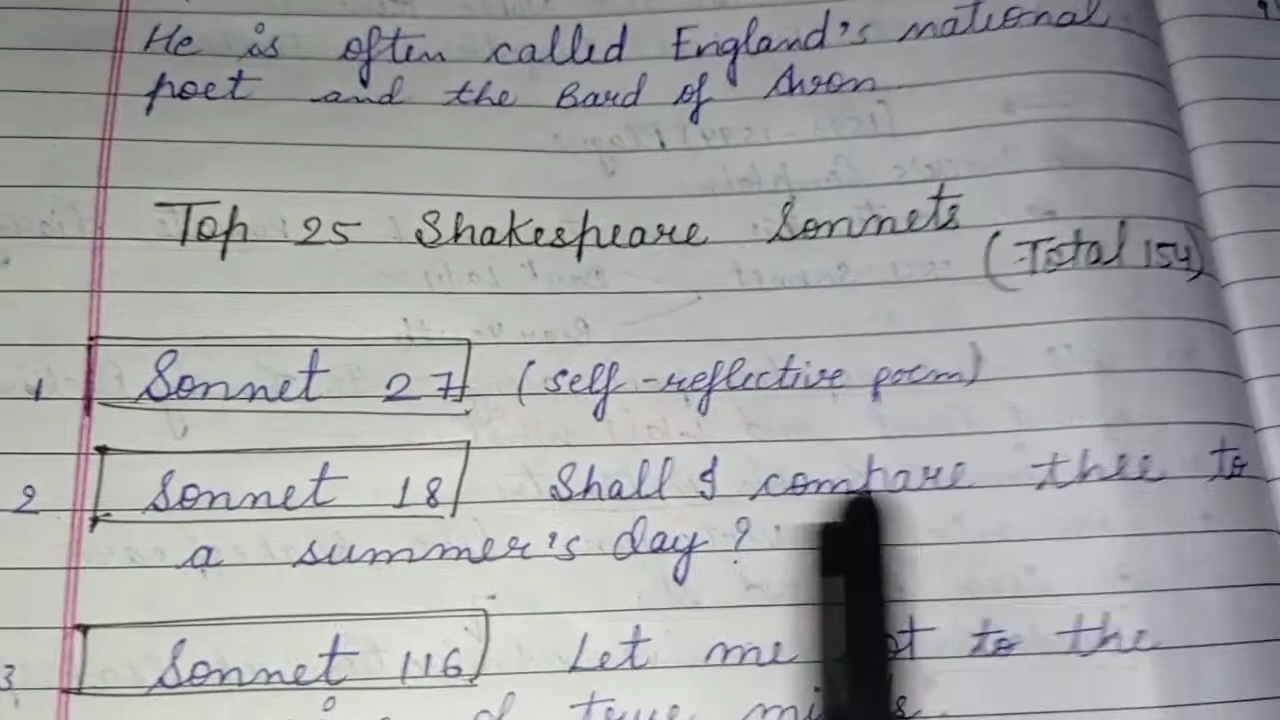 He is often called England's national
poet and the Bard of Avon
Top 25 Shakespeare Sonnets
(Total 154)
1 Sonnet 27 (self-reflective poem)
2 Sonnet 18 Shall I compare thee to
a summer's day?
3 Sonnet 116 Let me to the
of true